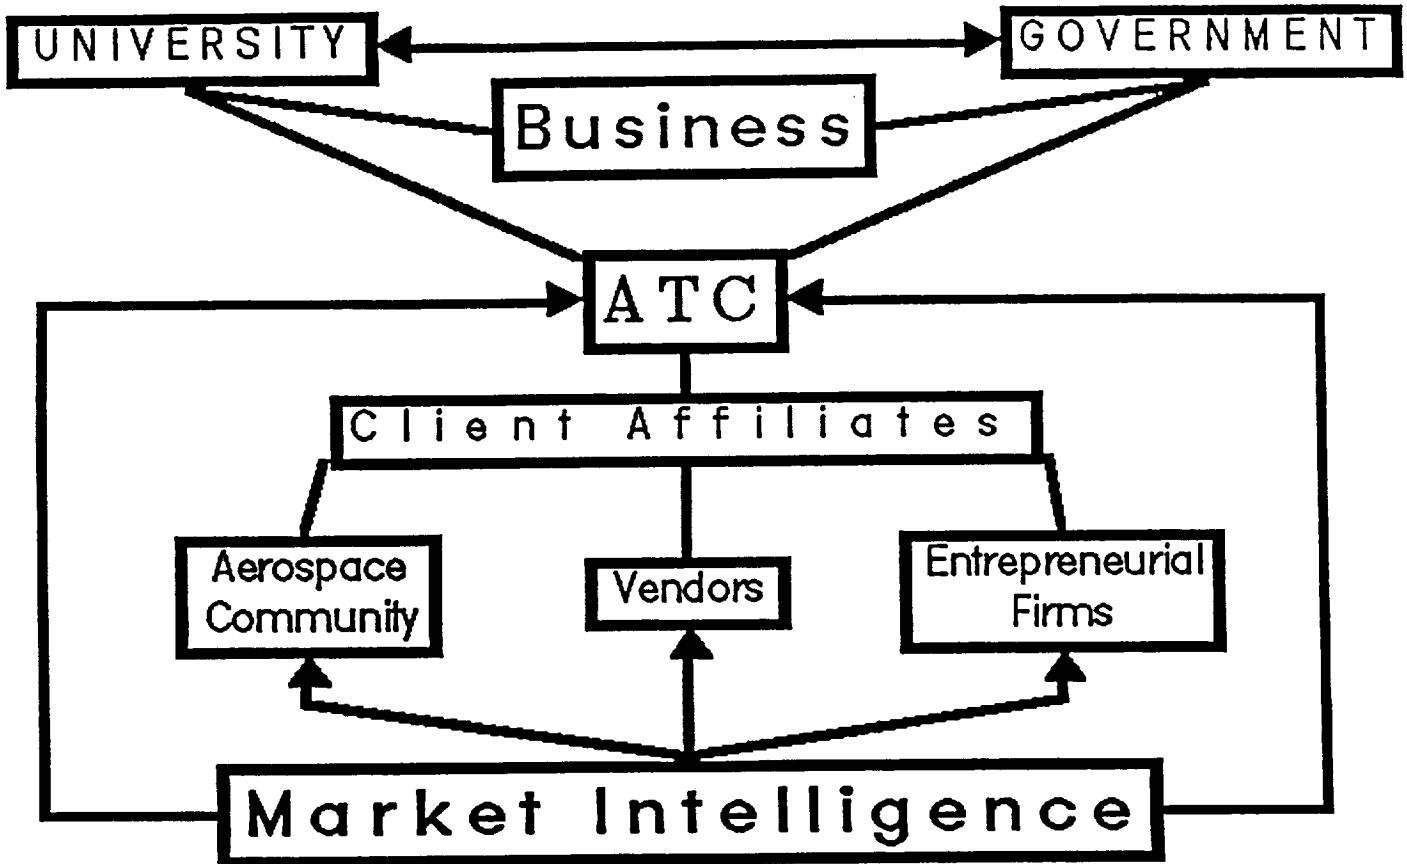 UNIVERSITY
GOVERNMENT
Business
ATC
Client Affiliates
Aerospace
Community
Vendors
Entrepreneurial
Firms
Market Intelligence